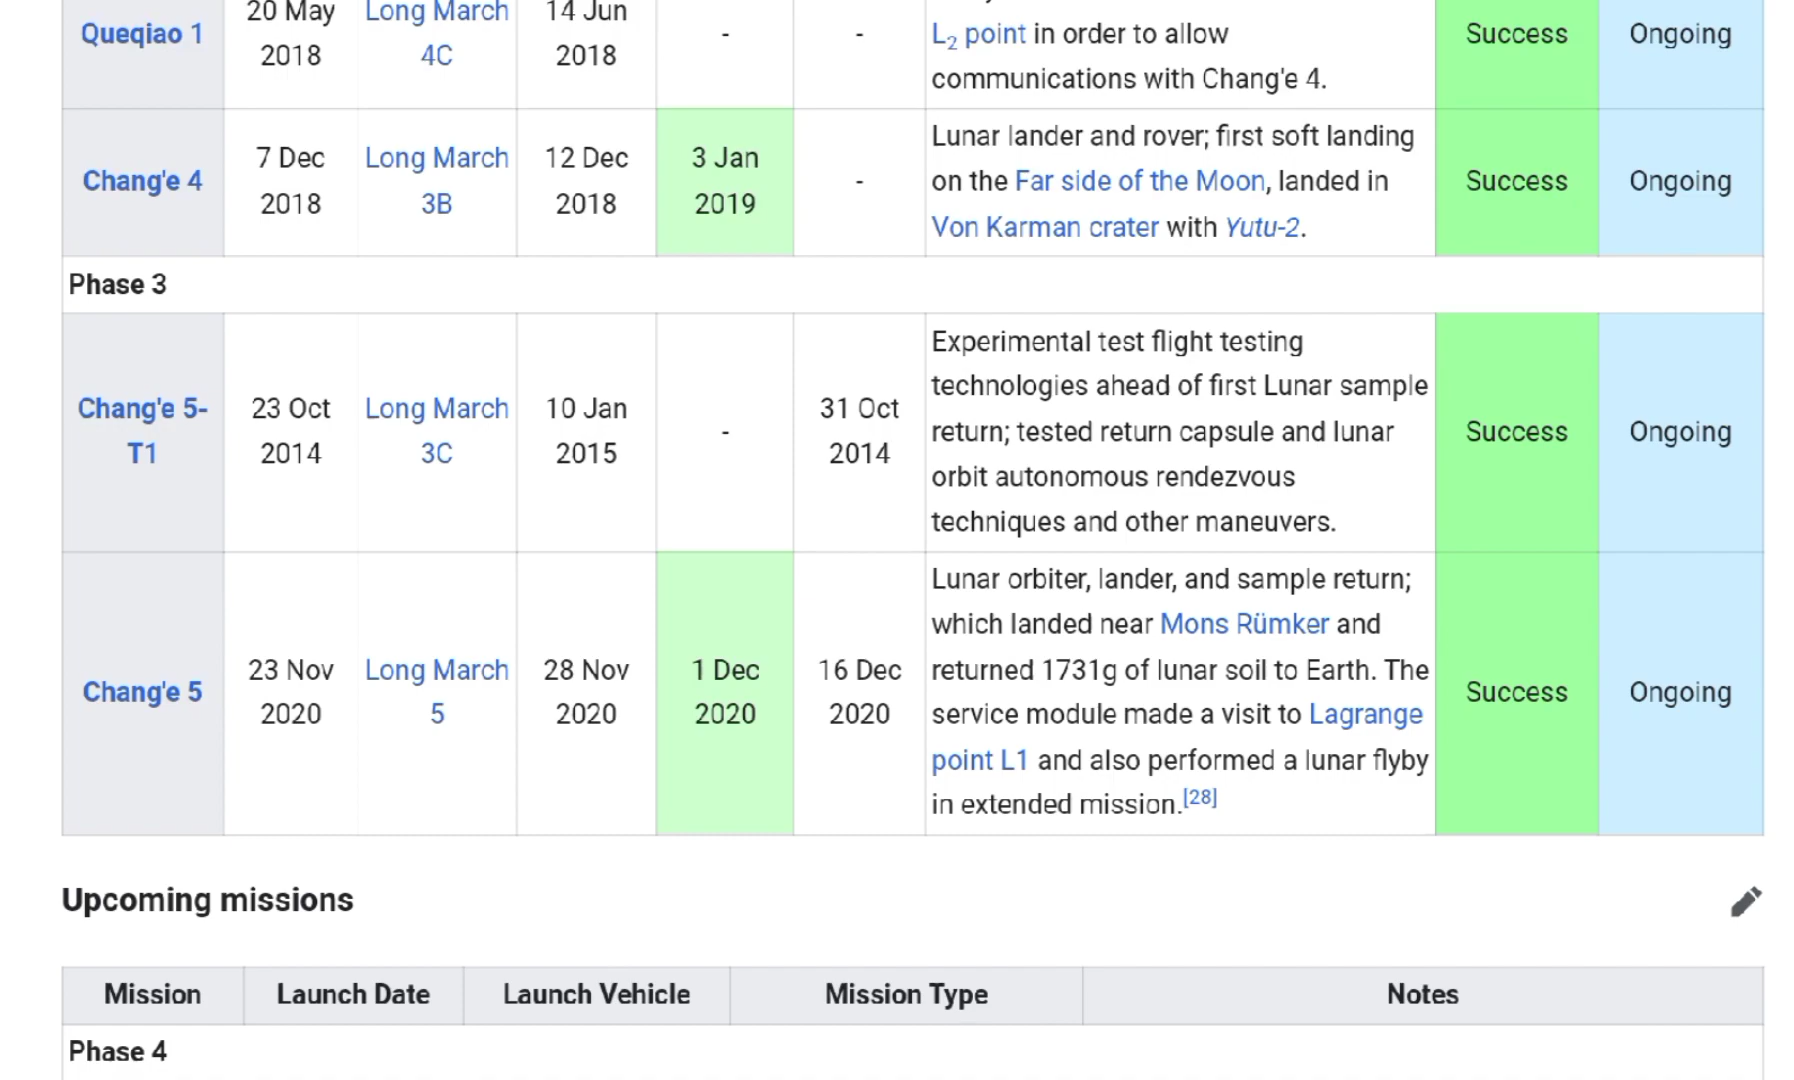 Queqiao 1
20 May
2018
Long March
4C
14 Jun
2018
-
-
L2 point in order to allow
communications with Chang'e 4.
Success
Ongoing
Chang'e 4
7 Dec
2018
Long March
3B
12 Dec
2018
3 Jan
2019
-
Lunar lander and rover; first soft landing
on the Far side of the Moon, landed in
Von Karman crater with Yutu-2.
Success
Ongoing
Phase 3
Chang'e 5-
T1
23 Oct
2014
Long March
3C
10 Jan
2015
-
31 Oct
2014
Experimental test flight testing
technologies ahead of first Lunar sample
return; tested return capsule and lunar
orbit autonomous rendezvous
techniques and other maneuvers.
Success
Ongoing
Chang'e 5
23 Nov
2020
Long March
5
28 Nov
2020
1 Dec
2020
16 Dec
2020
Lunar orbiter, lander, and sample return;
which landed near Mons Rümker and
returned 1731g of lunar soil to Earth. The
service module made a visit to Lagrange
point L1 and also performed a lunar flyby
in extended mission.[28]
Success
Ongoing
Upcoming missions
Mission
Launch Date
Launch Vehicle
Mission Type
Notes
Phase 4